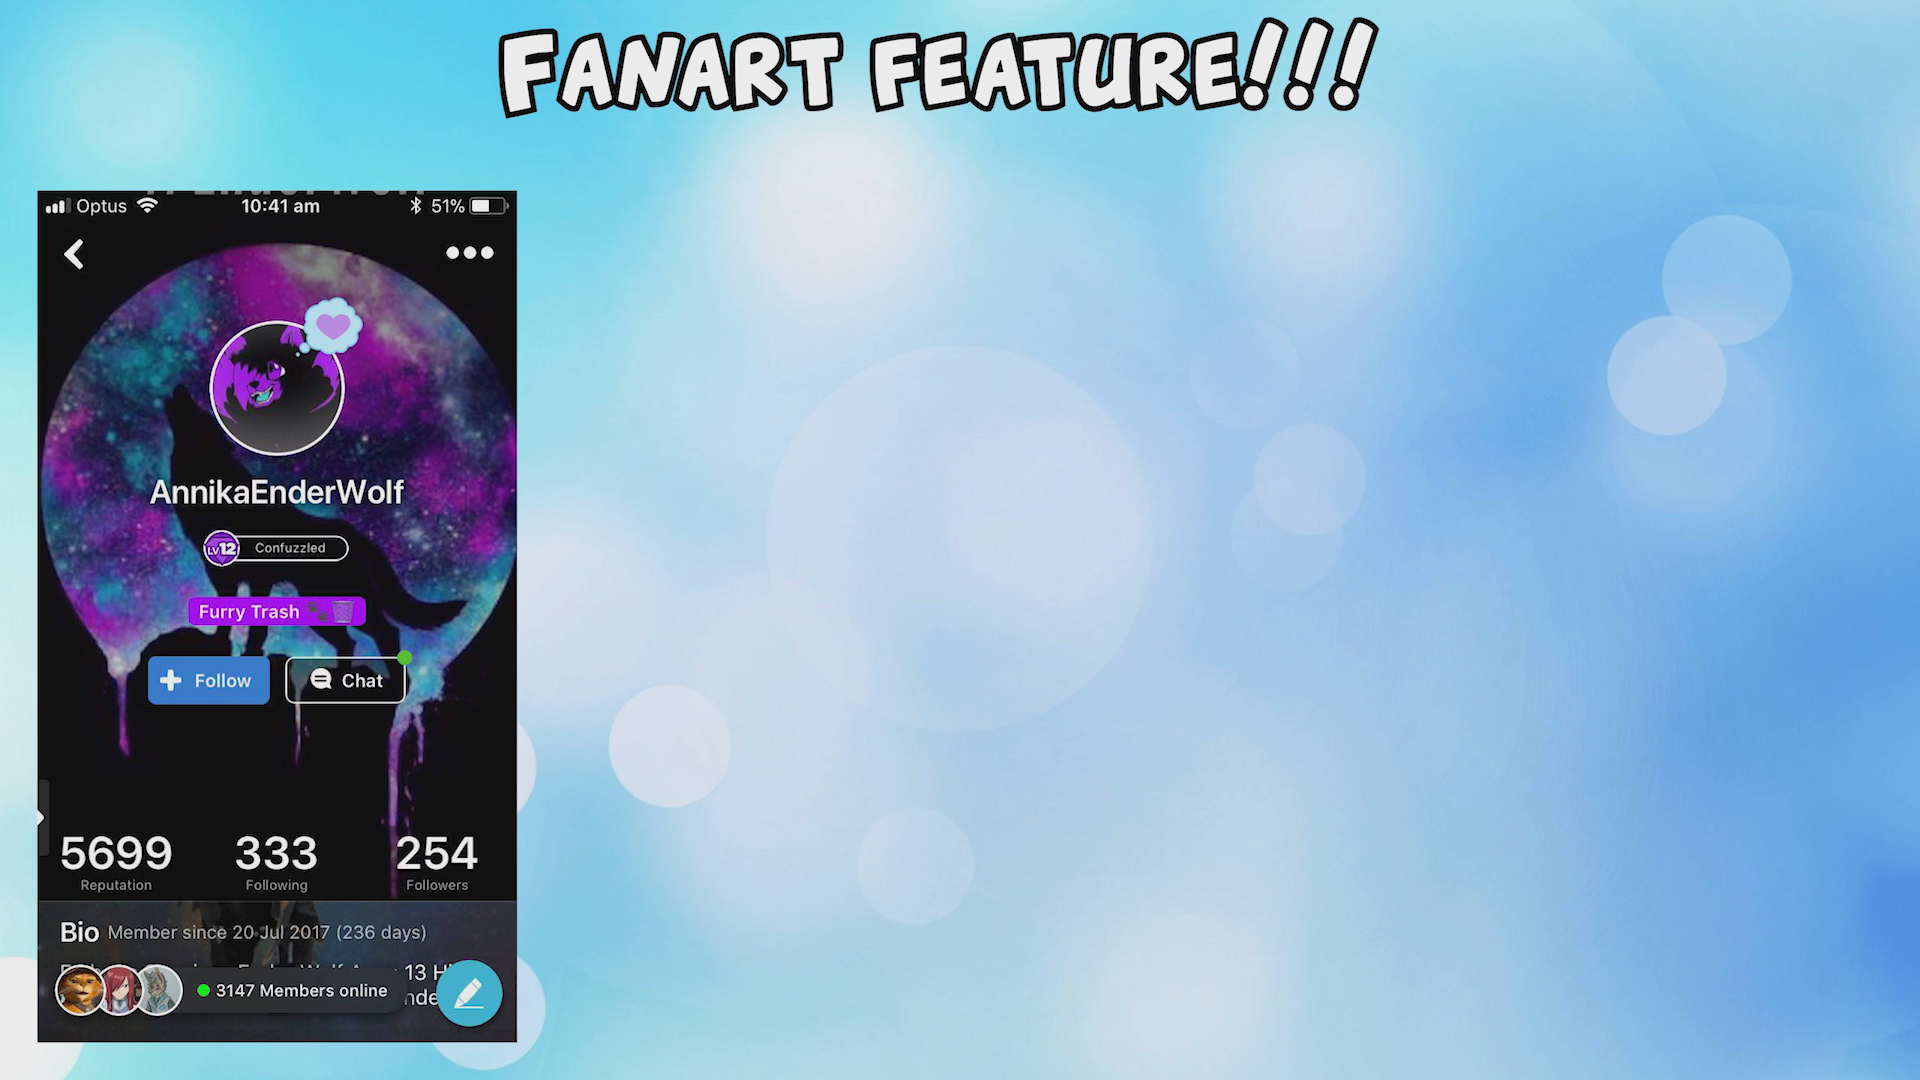 FANART FEATURE!!!
Optus 10:41 am 51%
AnnikaEnderWolf
LV12 Confuzzled
Furry Trash
Follow Chat
5699 333 254
Reputation Following Followers
Bio Member since 20 Jul 2017 (236 days)
13
3147 Members online